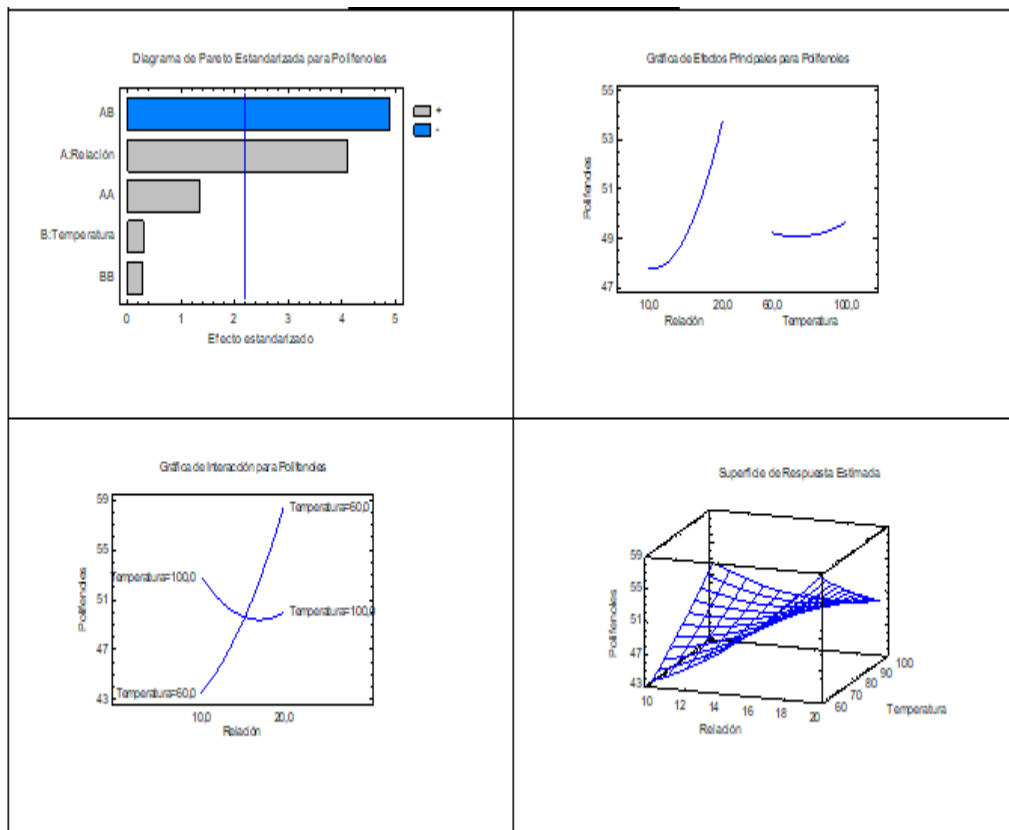 Diagrama de Pareto Estandarizada para Polifenoles
AB
A:Relación
AA
B:Temperatura
BB
0 1 2 3 4 5
Efecto estandarizado
+
-
Gráfica de Efectos Principales para Polifenoles
55
53
51
49
47
Polifenoles
10,0 20,0 60,0 100,0
Relación Temperatura
Gráfica de Interacción para Polifenoles
59
55
51
47
43
Polifenoles
Temperatura=60,0
Temperatura=100,0
Temperatura=100,0
Temperatura=60,0
10,0 20,0
Relación
Superficie de Respuesta Estimada
59
55
51
47
43
Polifenoles
10 12 14 16 18 20
Relación
60 70 80 90 100
Temperatura